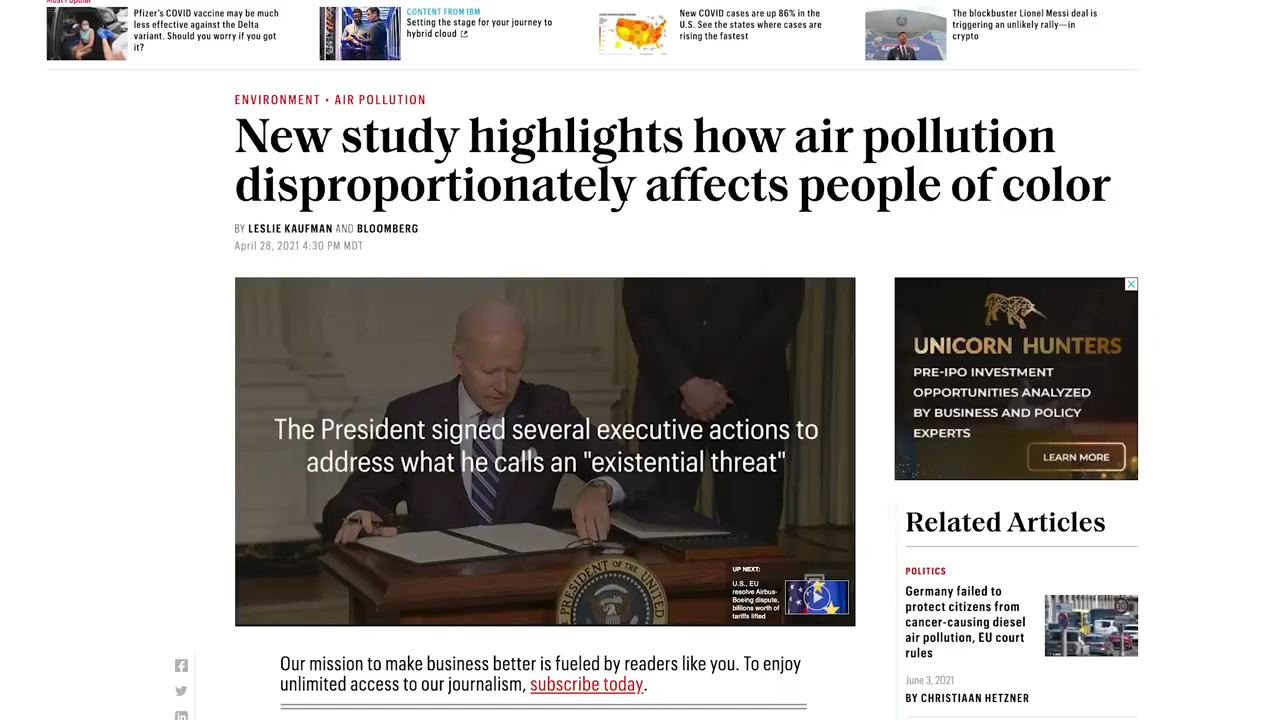 Most Popular
Pfizer's COVID vaccine may be much
less effective against the Delta
variant. Should you worry if you got
it?
CONTENT FROM IBM
Setting the stage for your journey to
hybrid cloud
New COVID cases are up 86% in the
U.S. See the states where cases are
rising the fastest
The blockbuster Lionel Messi deal is
triggering an unlikely rally—in
crypto
ENVIRONMENT • AIR POLLUTION
New study highlights how air pollution
disproportionately affects people of color
BY LESLIE KAUFMAN AND BLOOMBERG
April 28, 2021 4:30 PM MDT
The President signed several executive actions to
address what he calls an "existential threat"
PRESIDENT OF THE UNITED
UP NEXT:
U.S., EU
resolve Airbus-
Boeing dispute,
billions worth of
tariffs lifted
UNICORN HUNTERS
PRE-IPO INVESTMENT
OPPORTUNITIES ANALYZED
BY BUSINESS AND POLICY
EXPERTS
LEARN MORE
Related Articles
POLITICS
Germany failed to
protect citizens from
cancer-causing diesel
air pollution, EU court
rules
June 3, 2021
BY CHRISTIAAN HETZNER
Our mission to make business better is fueled by readers like you. To enjoy
unlimited access to our journalism, subscribe today.